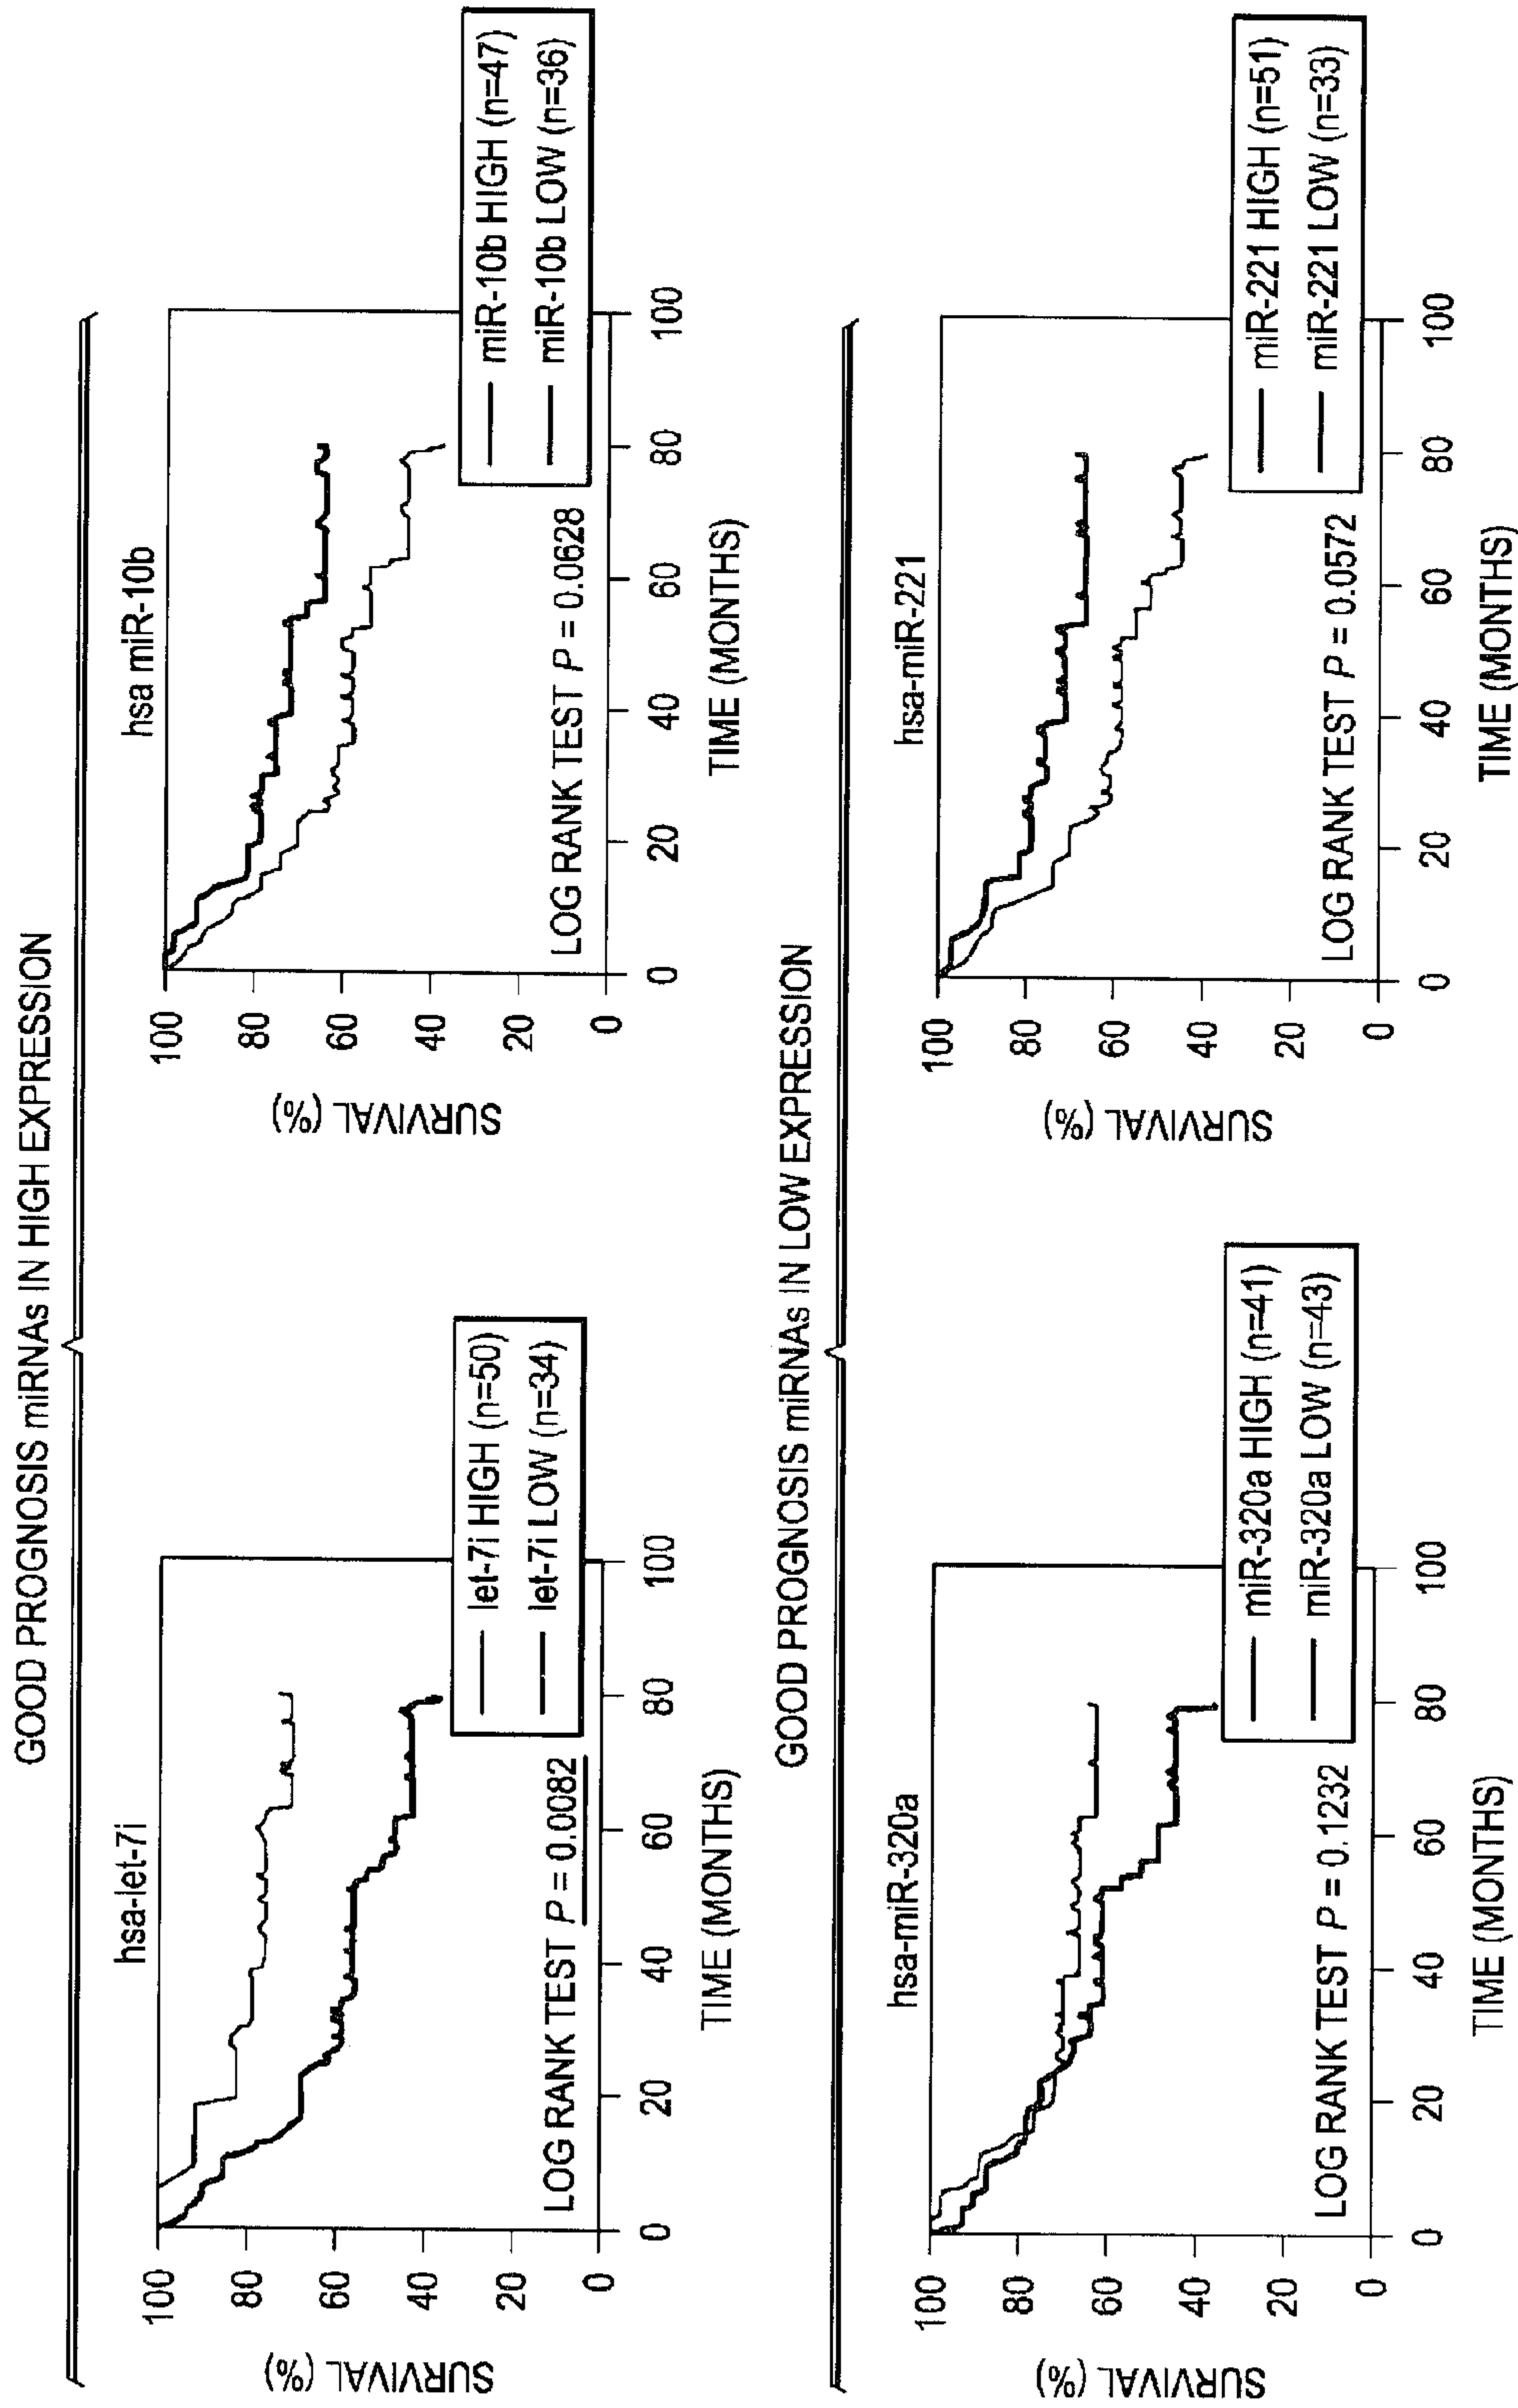 GOOD PROGNOSIS miRNAs IN HIGH EXPRESSION
hsa-let-7i
SURVIVAL (%)
100
80
60
40
20
0
LOG RANK TEST P = 0.0082
let-7i HIGH (n=50)
let-7i LOW (n=34)
0 20 40 60 80 100
TIME (MONTHS)
hsa miR-10b
SURVIVAL (%)
100
80
60
40
20
0
LOG RANK TEST P = 0.0628
miR-10b HIGH (n=47)
miR-10b LOW (n=36)
0 20 40 60 80 100
TIME (MONTHS)
GOOD PROGNOSIS miRNAs IN LOW EXPRESSION
hsa-miR-320a
SURVIVAL (%)
100
80
60
40
20
0
LOG RANK TEST P = 0.1232
miR-320a HIGH (n=41)
miR-320a LOW (n=43)
0 20 40 60 80 100
TIME (MONTHS)
hsa-miR-221
SURVIVAL (%)
100
80
60
40
20
0
LOG RANK TEST P = 0.0572
miR-221 HIGH (n=51)
miR-221 LOW (n=33)
0 20 40 60 80 100
TIME (MONTHS)